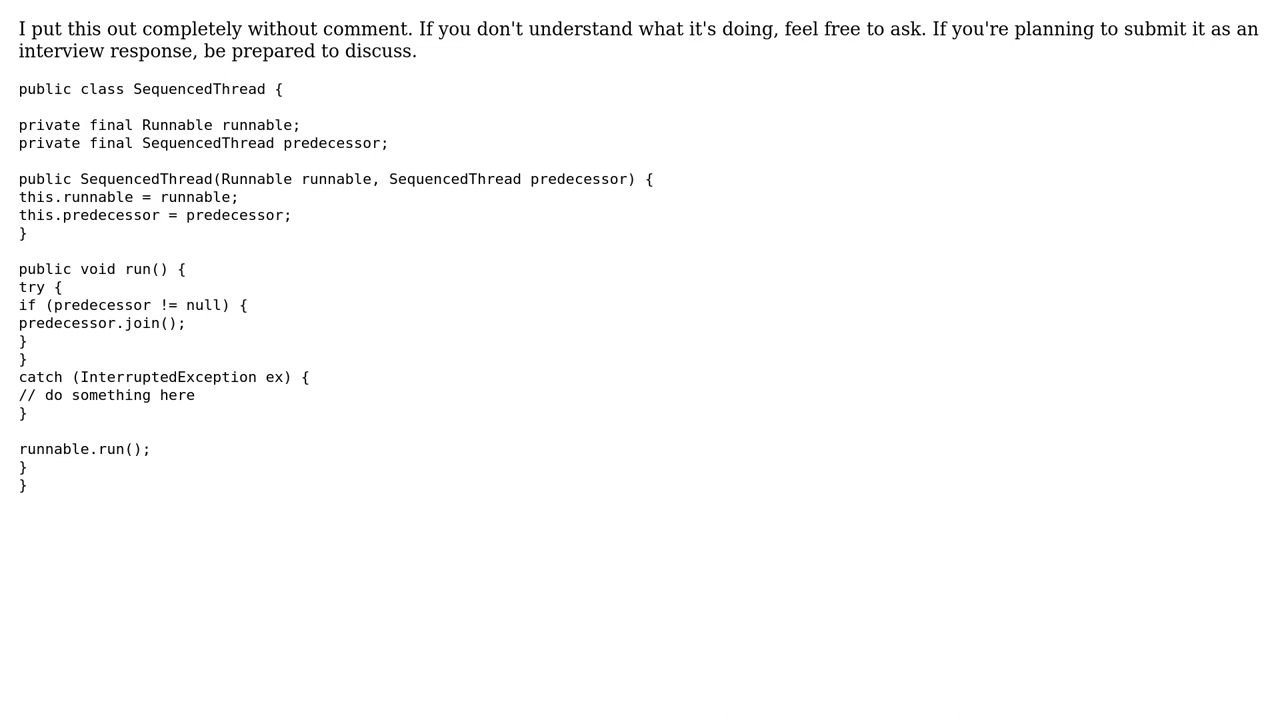 I put this out completely without comment. If you don't understand what it's doing, feel free to ask. If you're planning to submit it as an
interview response, be prepared to discuss.
public class SequencedThread {
private final Runnable runnable;
private final SequencedThread predecessor;
public SequencedThread(Runnable runnable, SequencedThread predecessor) {
this.runnable = runnable;
this.predecessor = predecessor;
}
public void run() {
try {
if (predecessor != null) {
predecessor.join();
}
}
catch (InterruptedException ex) {
// do something here
}
runnable.run();
}
}